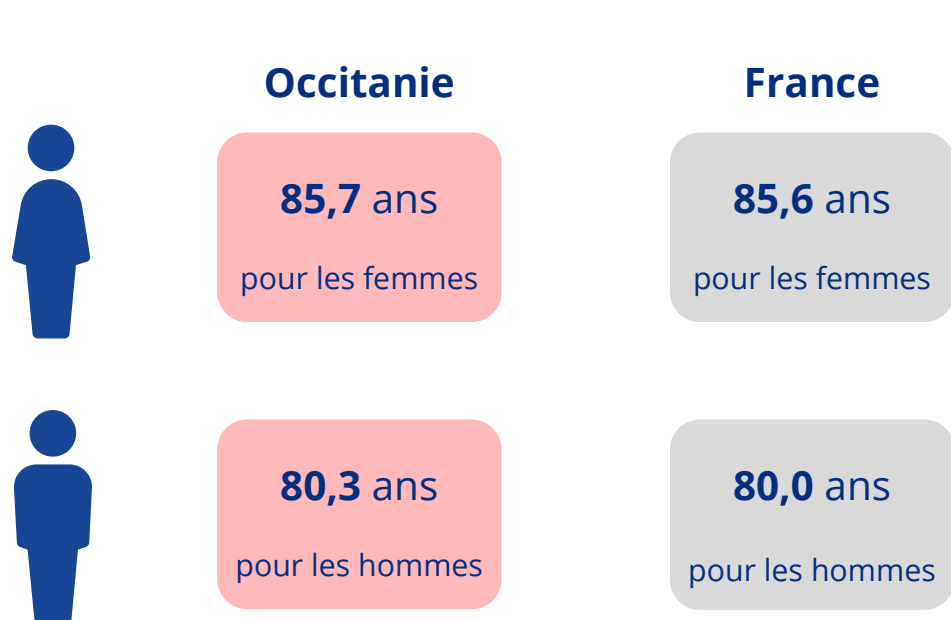 Occitanie
France
85,7 ans
pour les femmes
85,6 ans
pour les femmes
80,3 ans
pour les hommes
80,0 ans
pour les hommes